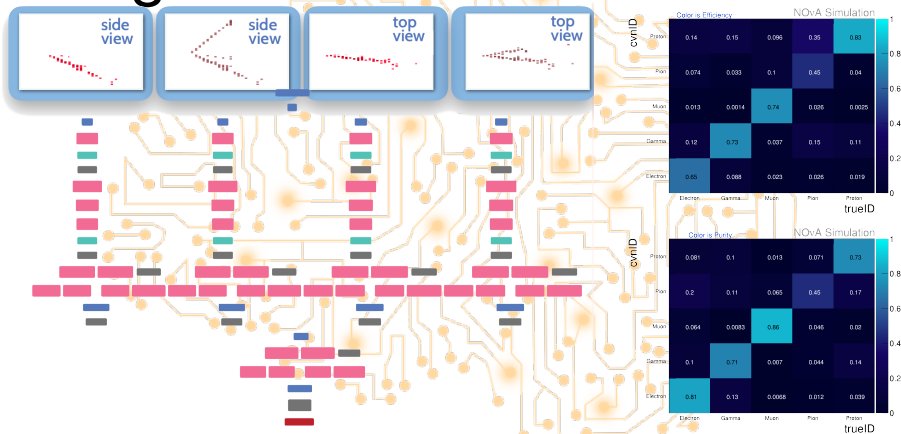 side
view
side
view
top
view
top
view
Color is Efficiency
NOvA Simulation
cvnID
1
0.8
0.6
0.4
0.2
0
Proton 0.14 0.15 0.096 0.35 0.83
Pion 0.074 0.033 0.1 0.45 0.04
Muon 0.013 0.0014 0.74 0.026 0.0025
Gamma 0.12 0.73 0.037 0.15 0.11
Electron 0.65 0.088 0.023 0.026 0.019
Electron Gamma Muon Pion Proton
trueID
Color is Purity
NOvA Simulation
cvnID
1
0.8
0.6
0.4
0.2
0
Proton 0.081 0.1 0.013 0.071 0.73
Pion 0.2 0.11 0.065 0.45 0.17
Muon 0.064 0.0083 0.86 0.046 0.02
Gamma 0.1 0.71 0.007 0.044 0.14
Electron 0.81 0.13 0.0068 0.012 0.039
Electron Gamma Muon Pion Proton
trueID